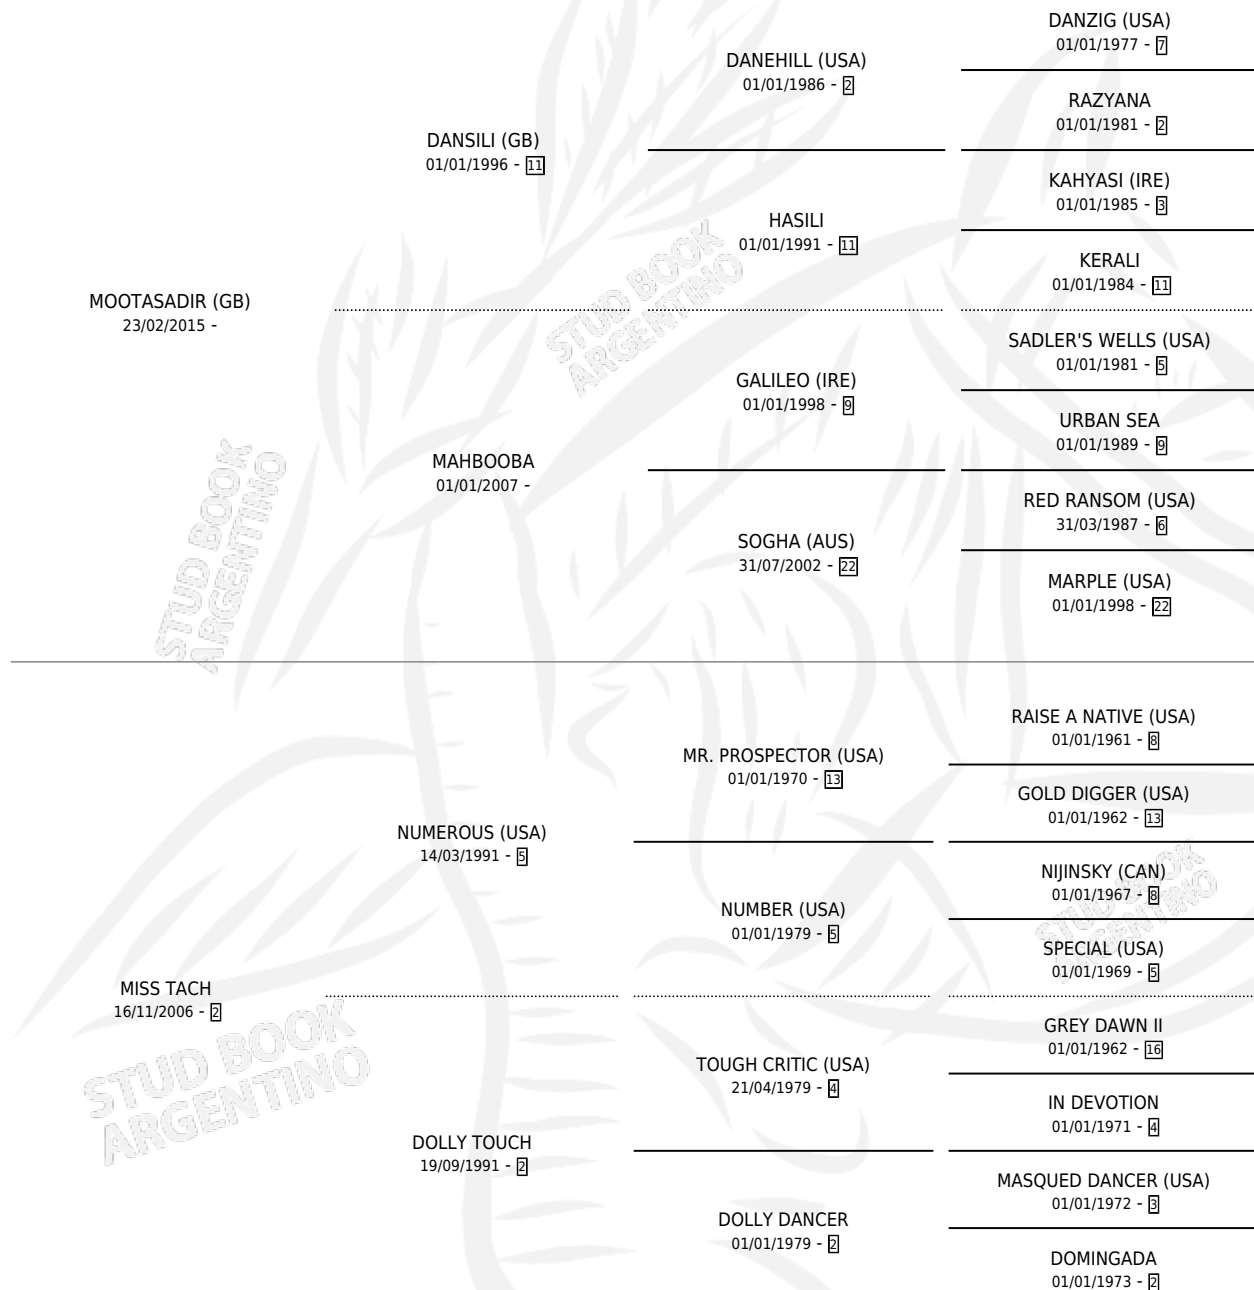 DANZIG (USA)
01/01/1977 - 7
DANEHILL (USA)
01/01/1986 - 2
RAZYANA
01/01/1981 - 2
DANSILI (GB)
01/01/1996 - 11
KAHYASI (IRE)
01/01/1985 - 3
HASILI
01/01/1991 - 11
KERALI
01/01/1984 - 11
MOOTASADIR (GB)
23/02/2015 -
SADLER'S WELLS (USA)
01/01/1981 - 5
GALILEO (IRE)
01/01/1998 - 9
URBAN SEA
01/01/1989 - 9
MAHBOOBA
01/01/2007 -
RED RANSOM (USA)
31/03/1987 - 6
SOGHA (AUS)
31/07/2002 - 22
MARPLE (USA)
01/01/1998 - 22
STUD BOOK
ARGENTINO
STUD BOOK
ARGENTINO
RAISE A NATIVE (USA)
01/01/1961 - 8
MR. PROSPECTOR (USA)
01/01/1970 - 13
GOLD DIGGER (USA)
01/01/1962 - 13
NUMEROUS (USA)
14/03/1991 - 5
NIJINSKY (CAN)
01/01/1967 - 8
NUMBER (USA)
01/01/1979 - 5
SPECIAL (USA)
01/01/1969 - 5
STUD BOOK
ARGENTINO
MISS TACH
16/11/2006 - 2
GREY DAWN II
01/01/1962 - 16
TOUGH CRITIC (USA)
21/04/1979 - 4
IN DEVOTION
01/01/1971 - 4
DOLLY TOUCH
19/09/1991 - 2
MASQUED DANCER (USA)
01/01/1972 - 3
DOLLY DANCER
01/01/1979 - 2
DOMINGADA
01/01/1973 - 2
STUD BOOK
ARGENTINO